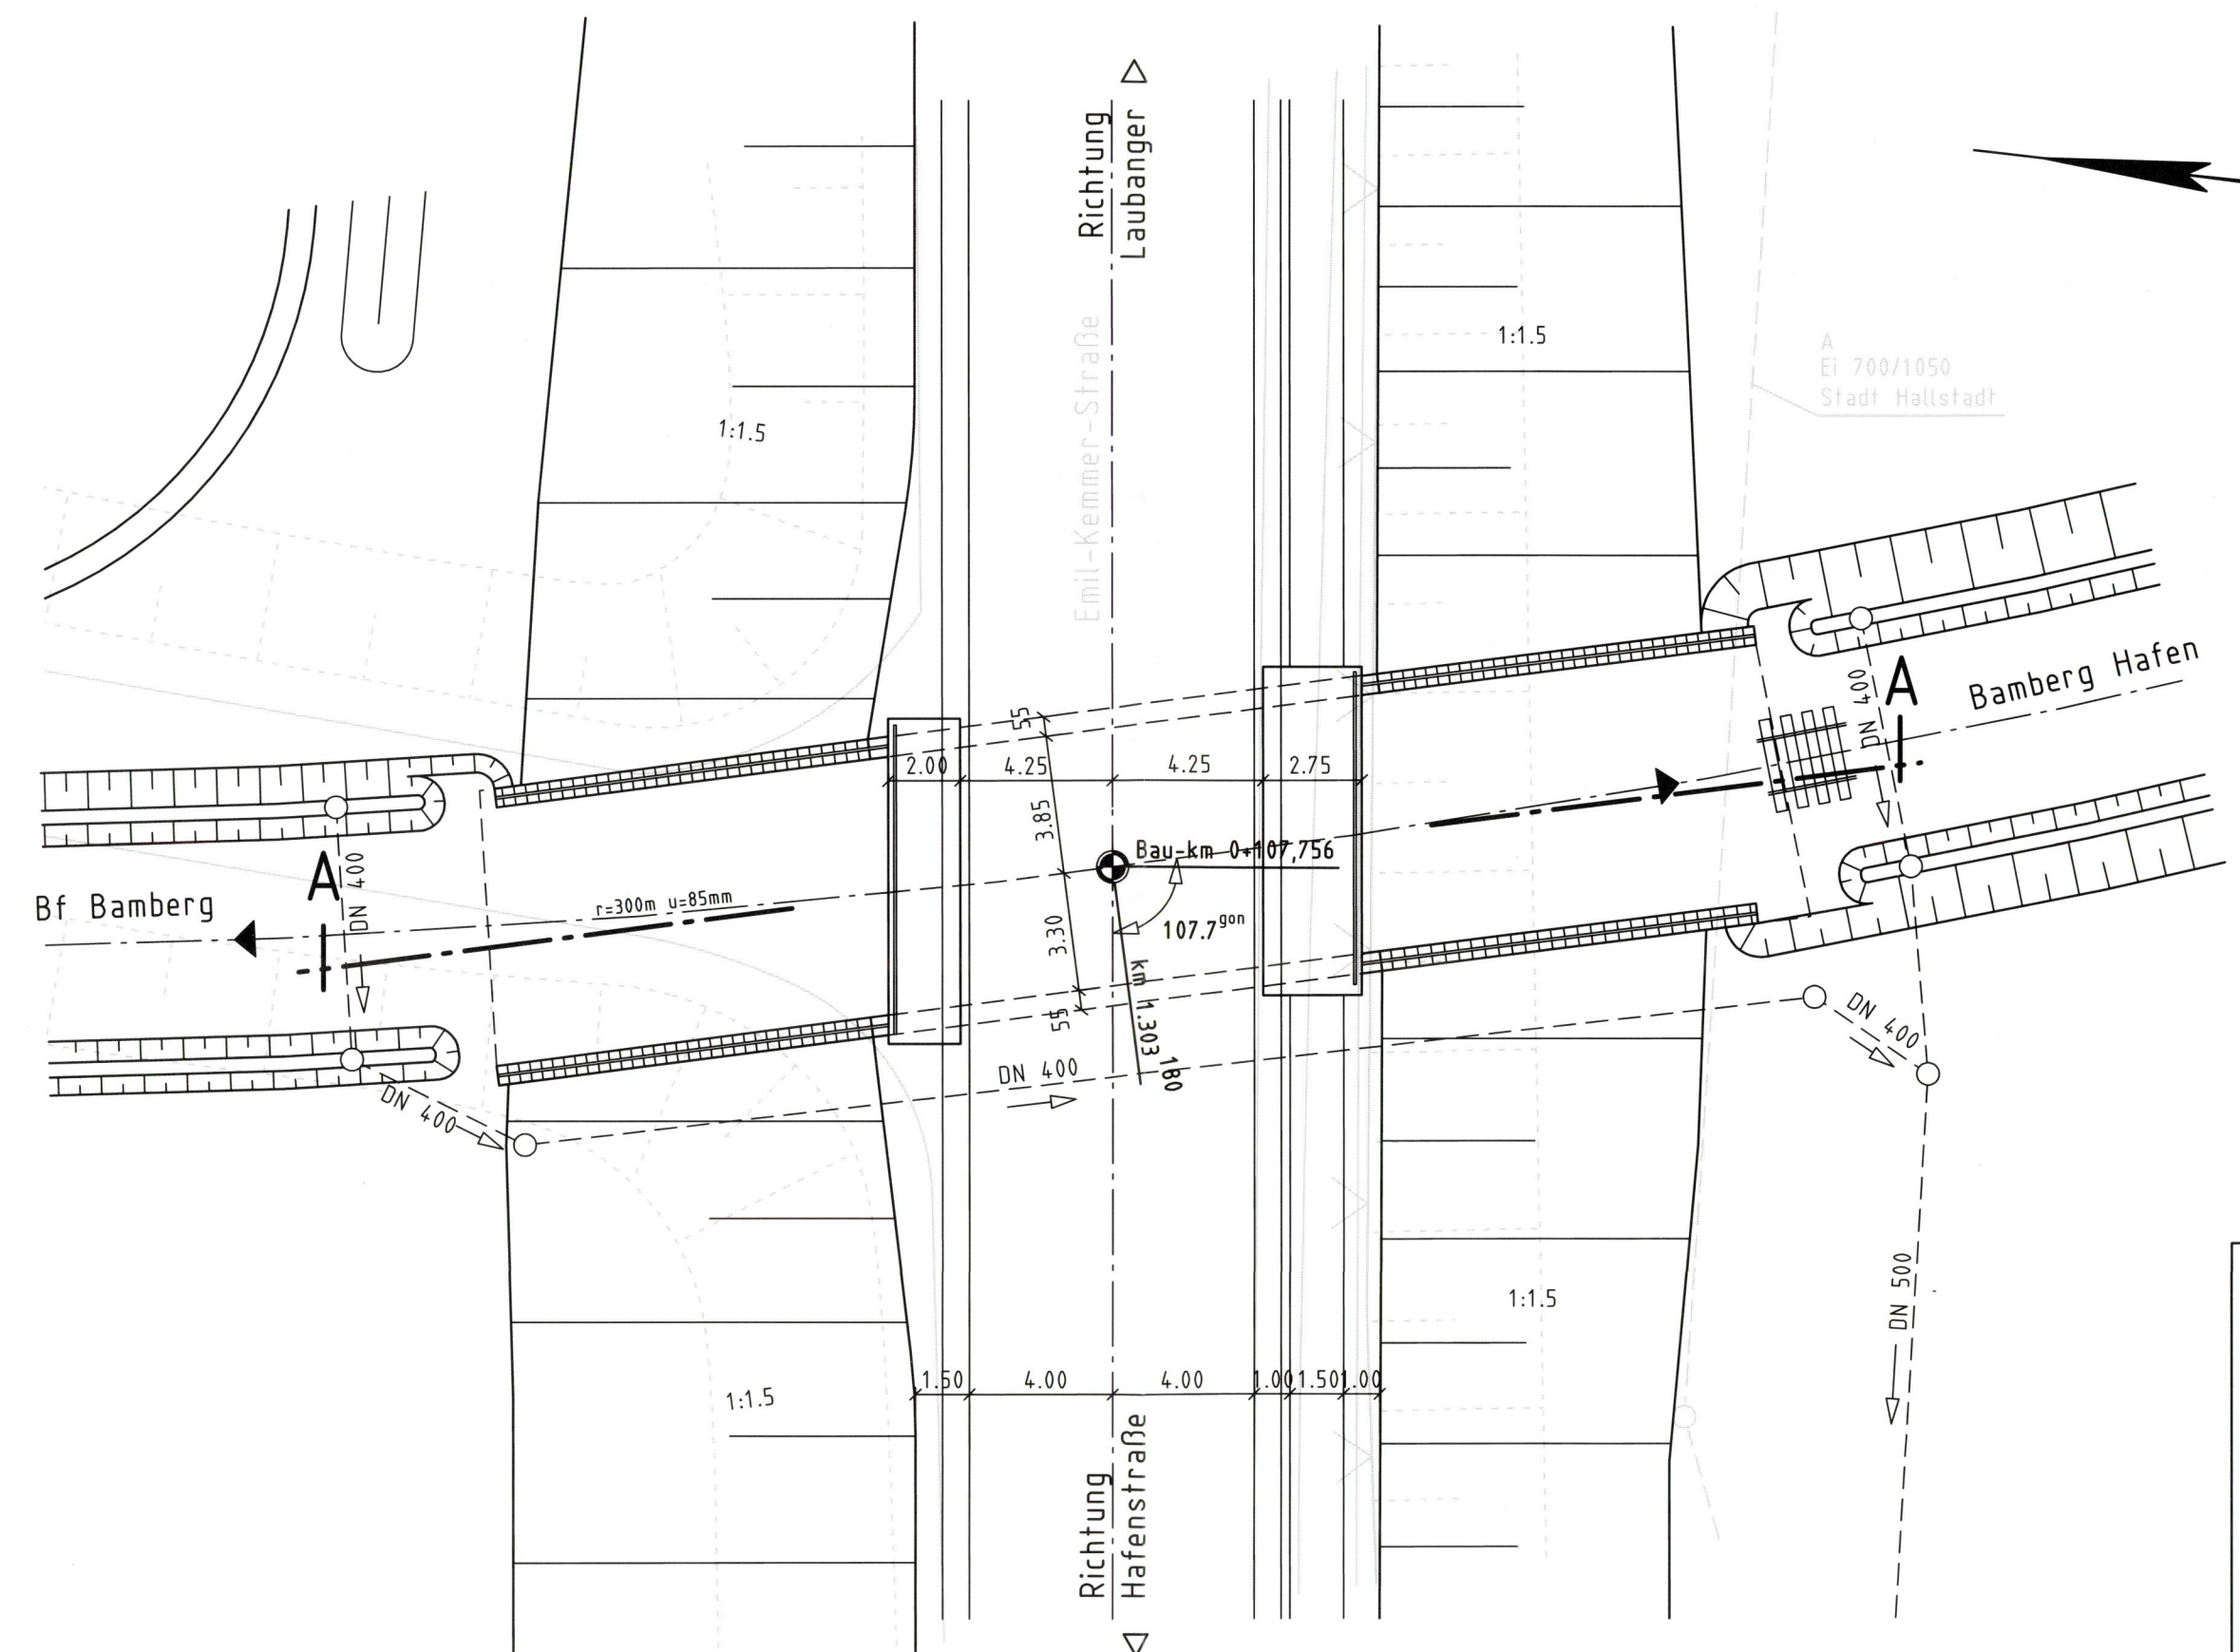 Richtung
Laubanger
Emil-Kemmer-Straße
1:1.5
1:1.5
A
Ei 700/1050
Stadt Hallstadt
55
2.00
4.25
4.25
2.75
3.85
DN 400
A
Bamberg Hafen
Bau-km 0+107,756
A
DN 400
Bf Bamberg
r=300m u=85mm
107.7gon
3.30
km 1.303
180
55
DN 400
DN 400
DN 400
DN 500
1:1.5
1:1.5
1.50
4.00
4.00
1.00
1.50
1.00
Richtung
Hafenstraße